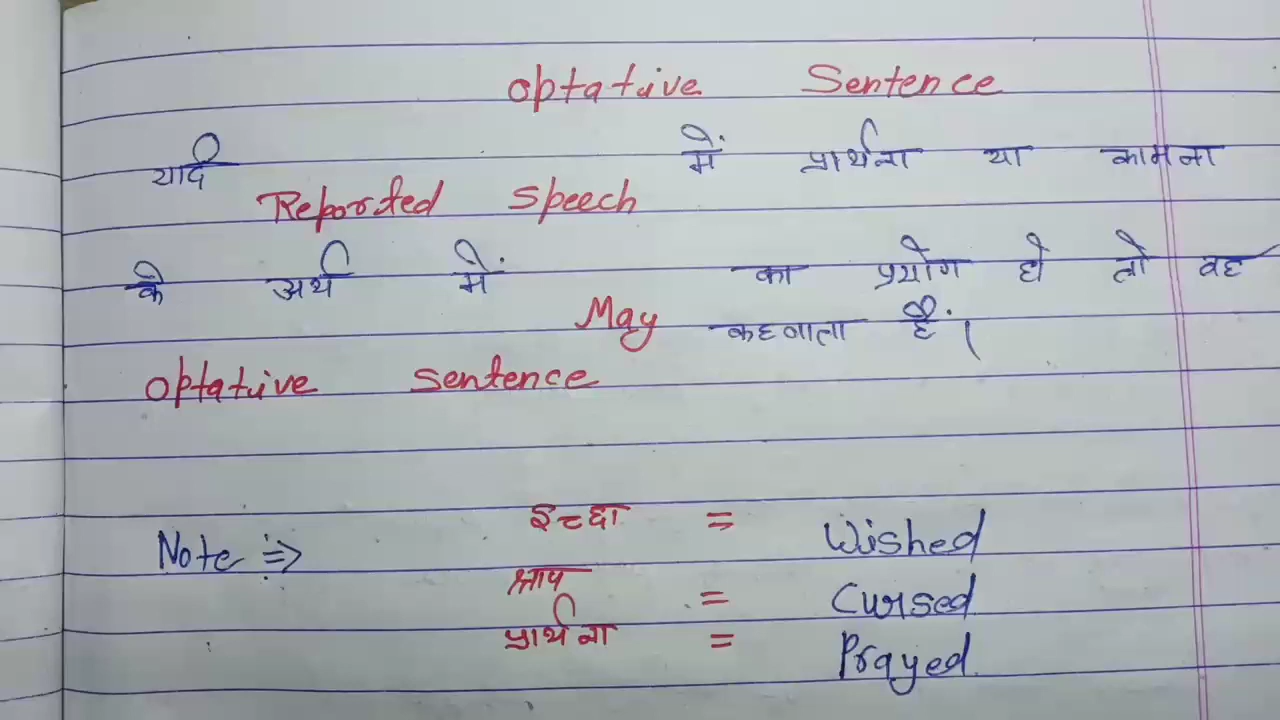 Optative Sentence
यदि Reported Speech में प्रार्थना या कामना
के अर्थ में May का प्रयोग हो तो वह
Optative sentence कहलाता है।
Note ⇒ इच्छा = Wished
श्राप = Cursed
प्रार्थना = Prayed